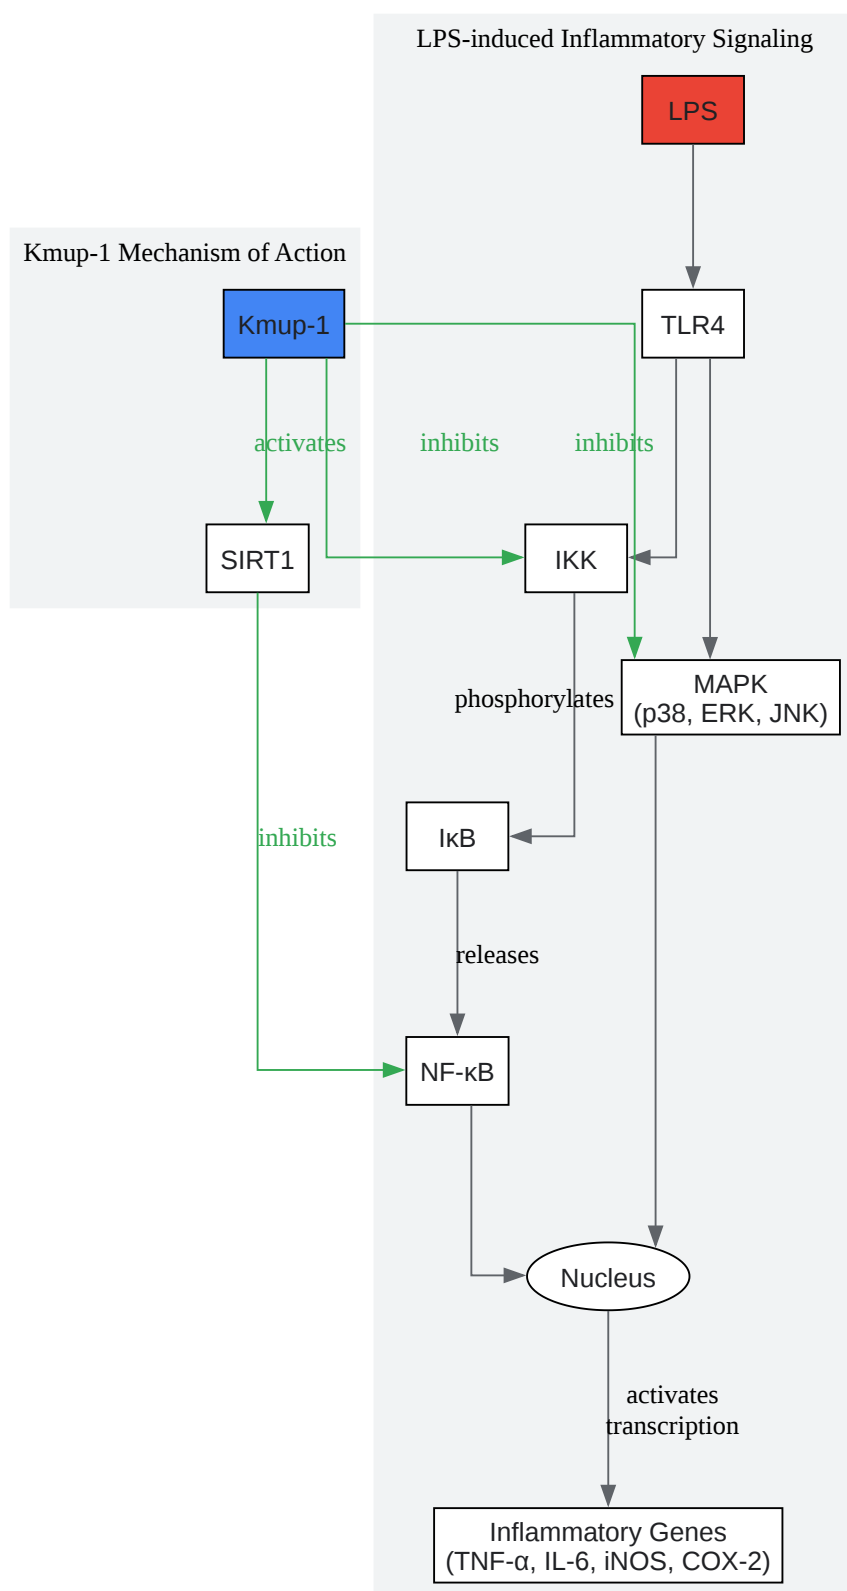 LPS-induced Inflammatory Signaling
LPS
Kmup-1 Mechanism of Action
Kmup-1
TLR4
activates
inhibits
inhibits
SIRT1
IKK
phosphorylates
MAPK
(p38, ERK, JNK)
IκB
inhibits
releases
NF-κB
Nucleus
activates
transcription
Inflammatory Genes
(TNF-α, IL-6, iNOS, COX-2)